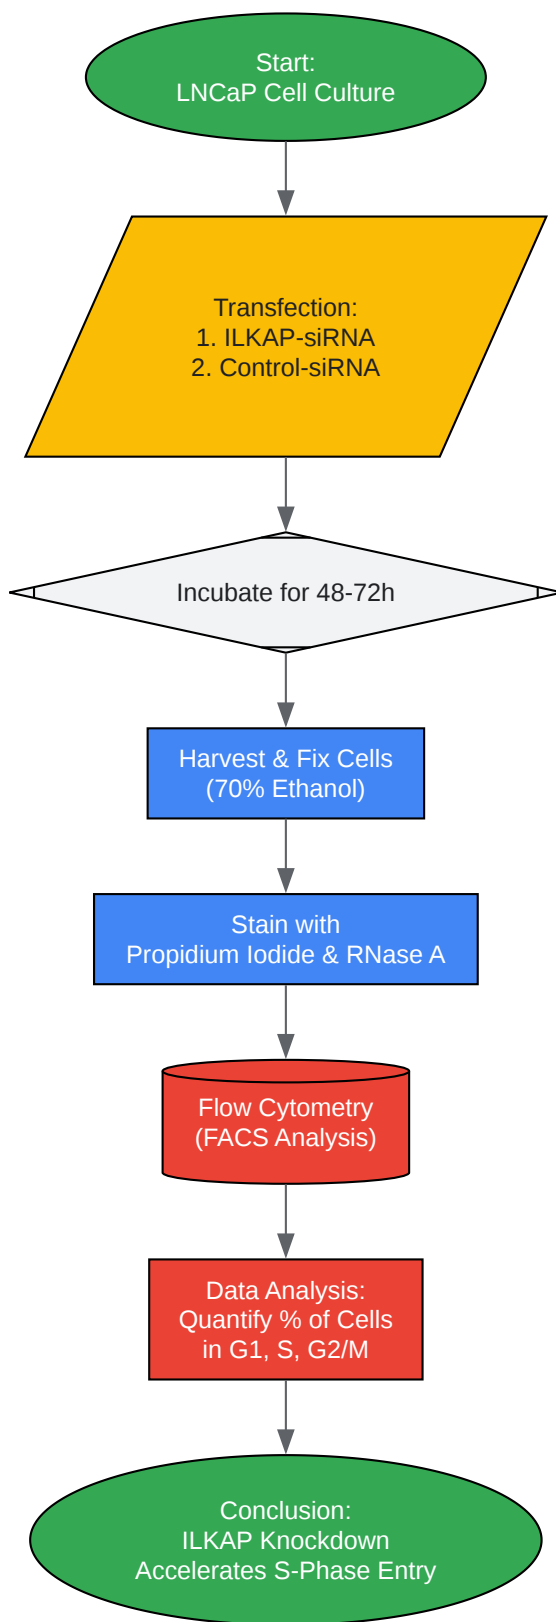 Start:
LNCaP Cell Culture
Transfection:
1. ILKAP-siRNA
2. Control-siRNA
Incubate for 48-72h
Harvest & Fix Cells
(70% Ethanol)
Stain with
Propidium Iodide & RNase A
Flow Cytometry
(FACS Analysis)
Data Analysis:
Quantify % of Cells
in G1, S, G2/M
Conclusion:
ILKAP Knockdown
Accelerates S-Phase Entry